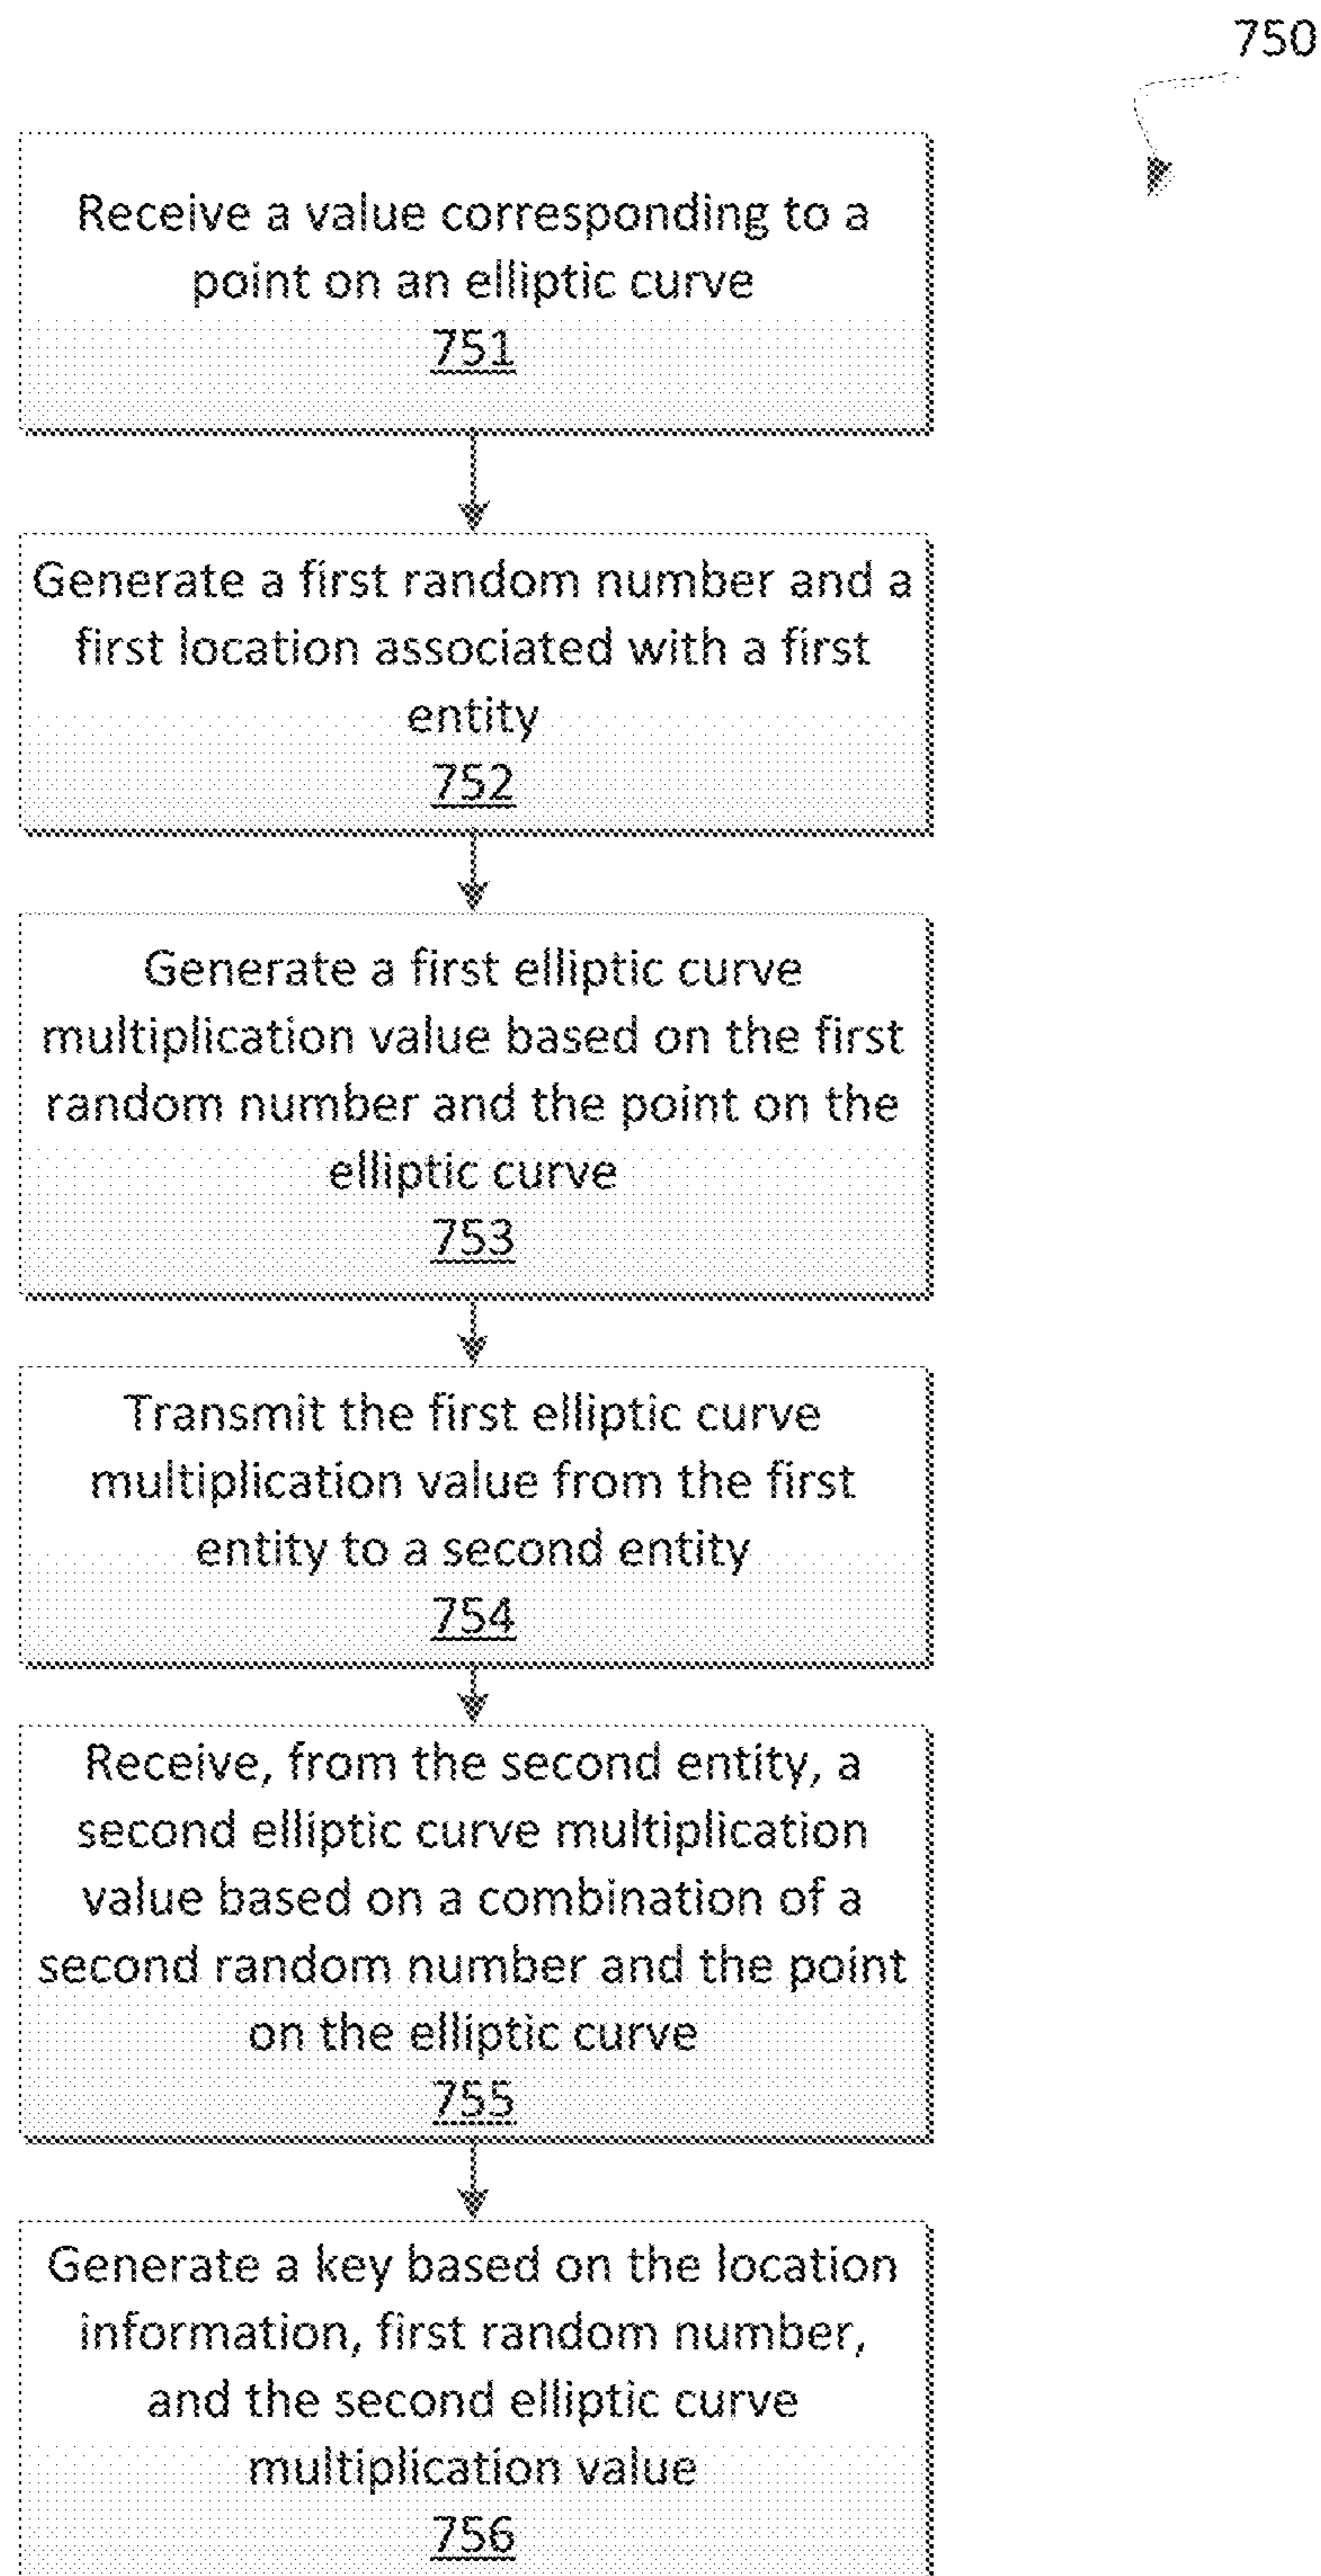 750
Receive a value corresponding to a
point on an elliptic curve
751
Generate a first random number and a
first location associated with a first
entity
752
Generate a first elliptic curve
multiplication value based on the first
random number and the point on the
elliptic curve
753
Transmit the first elliptic curve
multiplication value from the first
entity to a second entity
754
Receive, from the second entity, a
second elliptic curve multiplication
value based on a combination of a
second random number and the point
on the elliptic curve
755
Generate a key based on the location
information, first random number,
and the second elliptic curve
multiplication value
756